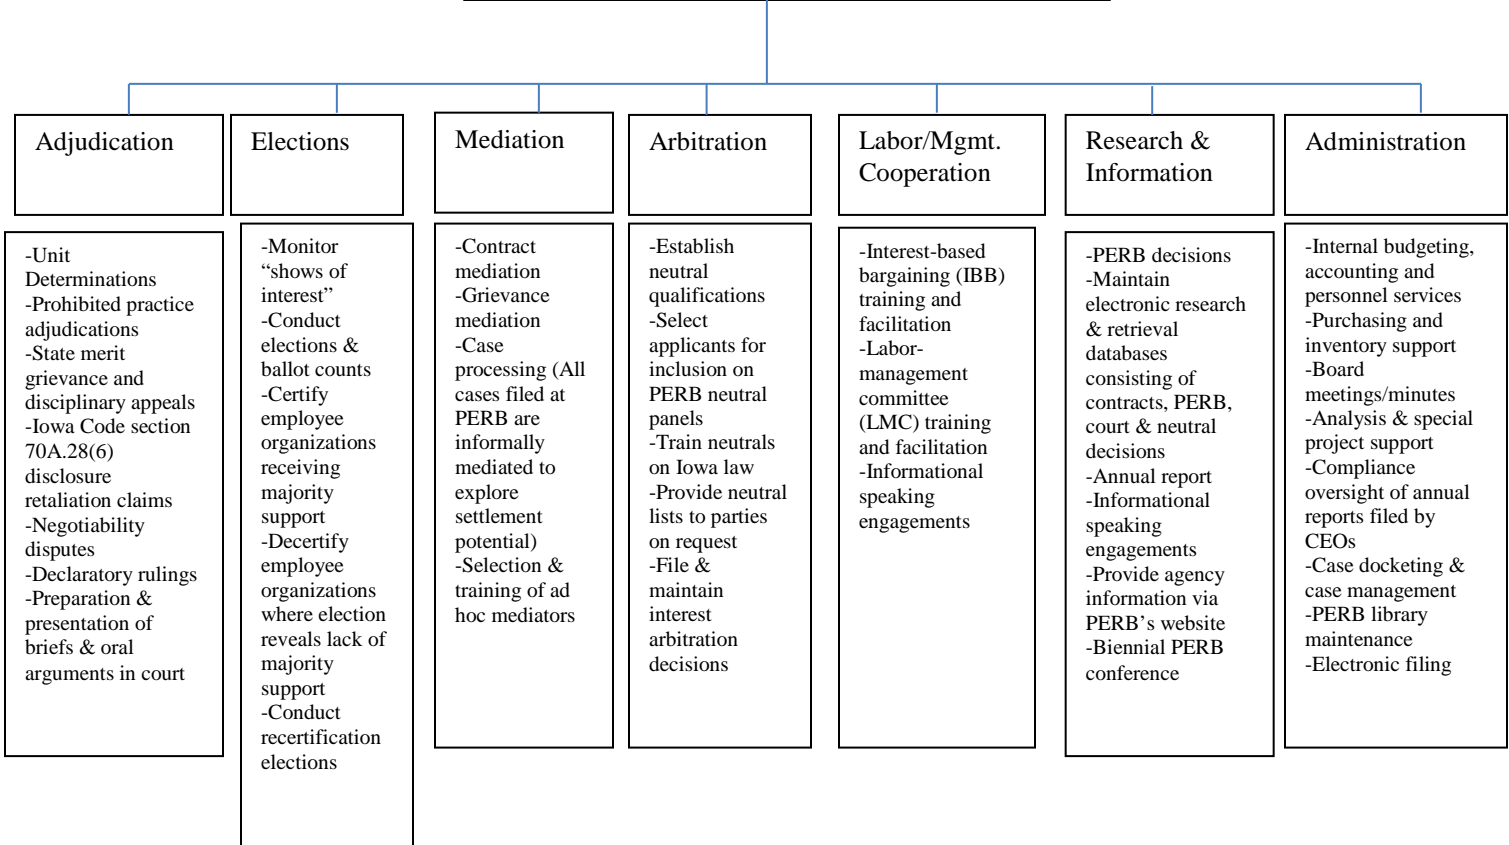 Adjudication
-Unit
Determinations
-Prohibited practice
adjudications
-State merit
grievance and
disciplinary appeals
-Iowa Code section
70A.28(6)
disclosure
retaliation claims
-Negotiability
disputes
-Declaratory rulings
-Preparation &
presentation of
briefs & oral
arguments in court
Elections
-Monitor
“shows of
interest”
-Conduct
elections &
ballot counts
-Certify
employee
organizations
receiving
majority
support
-Decertify
employee
organizations
where election
reveals lack of
majority
support
-Conduct
recertification
elections
Mediation
-Contract
mediation
-Grievance
mediation
-Case
processing (All
cases filed at
PERB are
informally
mediated to
explore
settlement
potential)
-Selection &
training of ad
hoc mediators
Arbitration
-Establish
neutral
qualifications
-Select
applicants for
inclusion on
PERB neutral
panels
-Train neutrals
on Iowa law
-Provide neutral
lists to parties
on request
-File &
maintain
interest
arbitration
decisions
Labor/Mgmt.
Cooperation
-Interest-based
bargaining (IBB)
training and
facilitation
-Labor-
management
committee
(LMC) training
and facilitation
-Informational
speaking
engagements
Research &
Information
-PERB decisions
-Maintain
electronic research
& retrieval
databases
consisting of
contracts, PERB,
court & neutral
decisions
-Annual report
-Informational
speaking
engagements
-Provide agency
information via
PERB’s website
-Biennial PERB
conference
Administration
-Internal budgeting,
accounting and
personnel services
-Purchasing and
inventory support
-Board
meetings/minutes
-Analysis & special
project support
-Compliance
oversight of annual
reports filed by
CEOs
-Case docketing &
case management
-PERB library
maintenance
-Electronic filing